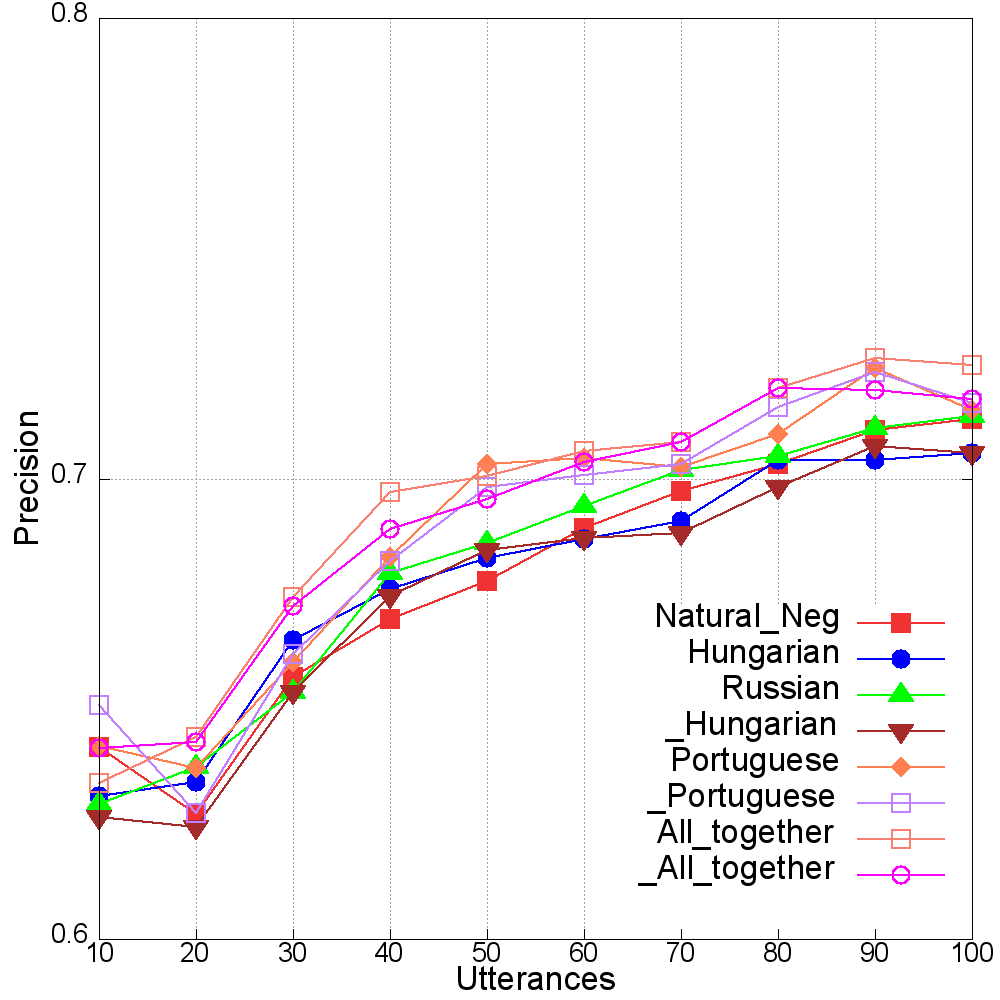 0.8
0.7
0.6
Precision
Natural_Neg
Hungarian
Russian
_Hungarian
Portuguese
_Portuguese
All_together
_All_together
10 20 30 40 50 60 70 80 90 100
Utterances